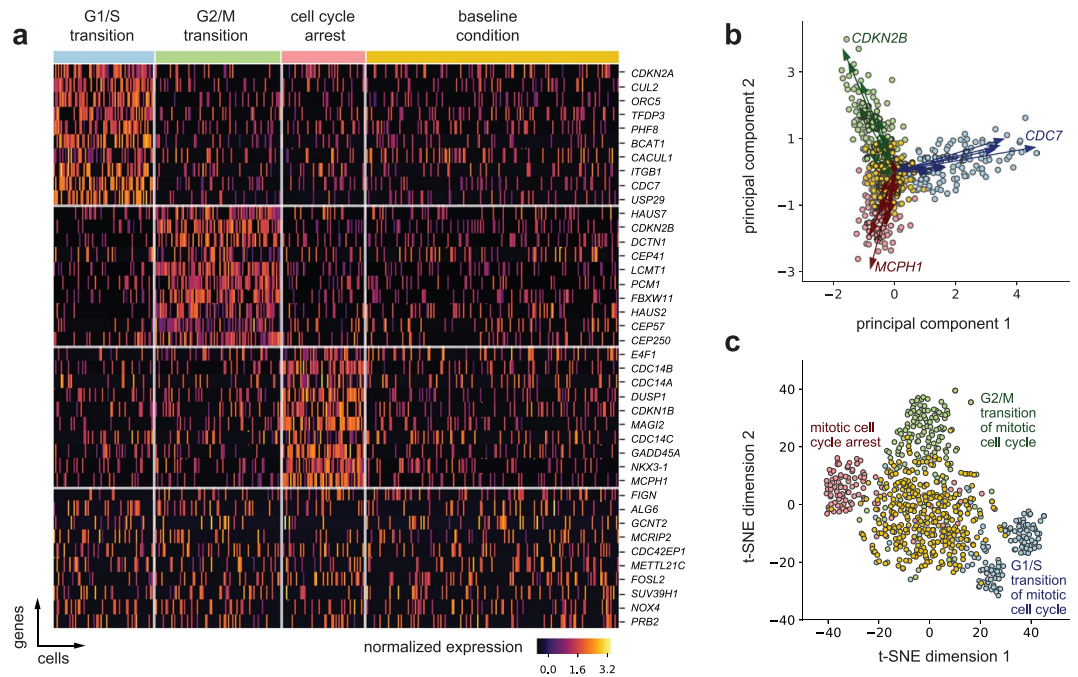 a
G1/S
transition
G2/M
transition
cell cycle
arrest
baseline
condition
CDKN2A
CUL2
ORC5
TFDP3
PHF8
BCAT1
CACUL1
ITGB1
CDC7
USP29
HAUS7
CDKN2B
DCTN1
CEP41
LCMT1
PCM1
FBXW11
HAUS2
CEP57
CEP250
E4F1
CDC14B
CDC14A
DUSP1
CDKN1B
MAGI2
CDC14C
GADD45A
NKX3-1
MCPH1
FIGN
ALG6
GCNT2
MCRIP2
CDC42EP1
METTL21C
FOSL2
SUV39H1
NOX4
PRB2
genes
cells
normalized expression
0.0 1.6 3.2
b
CDKN2B
CDC7
MCPH1
principal component 2
3
1
−1
−3
−2 0 2 4
principal component 1
c
mitotic cell
cycle arrest
G2/M
transition
of mitotic
cell cycle
G1/S
transition
of mitotic
cell cycle
t-SNE dimension 2
40
20
0
−20
−40
−40 −20 0 20 40
t-SNE dimension 1